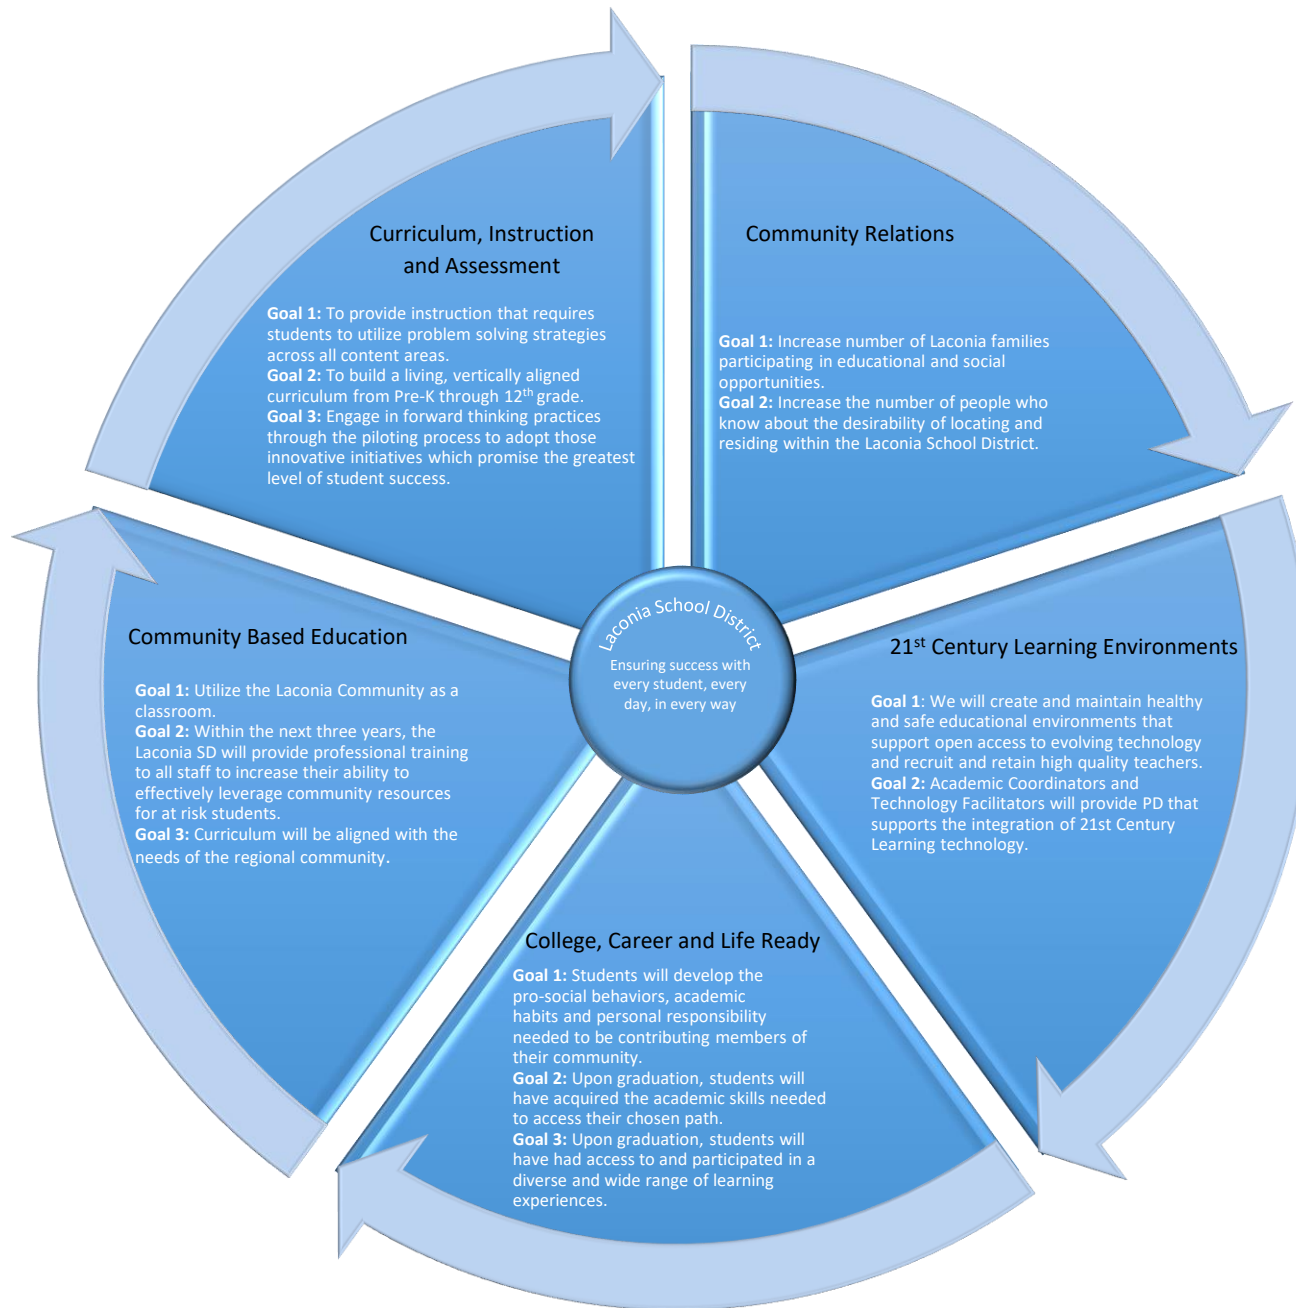 Curriculum, Instruction
and Assessment
Goal 1: To provide instruction that requires
students to utilize problem solving strategies
across all content areas.
Goal 2: To build a living, vertically aligned
curriculum from Pre-K through 12th grade.
Goal 3: Engage in forward thinking practices
through the piloting process to adopt those
innovative initiatives which promise the greatest
level of student success.
Community Relations
Goal 1: Increase number of Laconia families
participating in educational and social
opportunities.
Goal 2: Increase the number of people who
know about the desirability of locating and
residing within the Laconia School District.
Laconia School District
Ensuring success with
every student, every
day, in every way
Community Based Education
Goal 1: Utilize the Laconia Community as a
classroom.
Goal 2: Within the next three years, the
Laconia SD will provide professional training
to all staff to increase their ability to
effectively leverage community resources
for at risk students.
Goal 3: Curriculum will be aligned with the
needs of the regional community.
21st Century Learning Environments
Goal 1: We will create and maintain healthy
and safe educational environments that
support open access to evolving technology
and recruit and retain high quality teachers.
Goal 2: Academic Coordinators and
Technology Facilitators will provide PD that
supports the integration of 21st Century
Learning technology.
College, Career and Life Ready
Goal 1: Students will develop the
pro-social behaviors, academic
habits and personal responsibility
needed to be contributing members of
their community.
Goal 2: Upon graduation, students will
have acquired the academic skills needed
to access their chosen path.
Goal 3: Upon graduation, students will
have had access to and participated in a
diverse and wide range of learning
experiences.